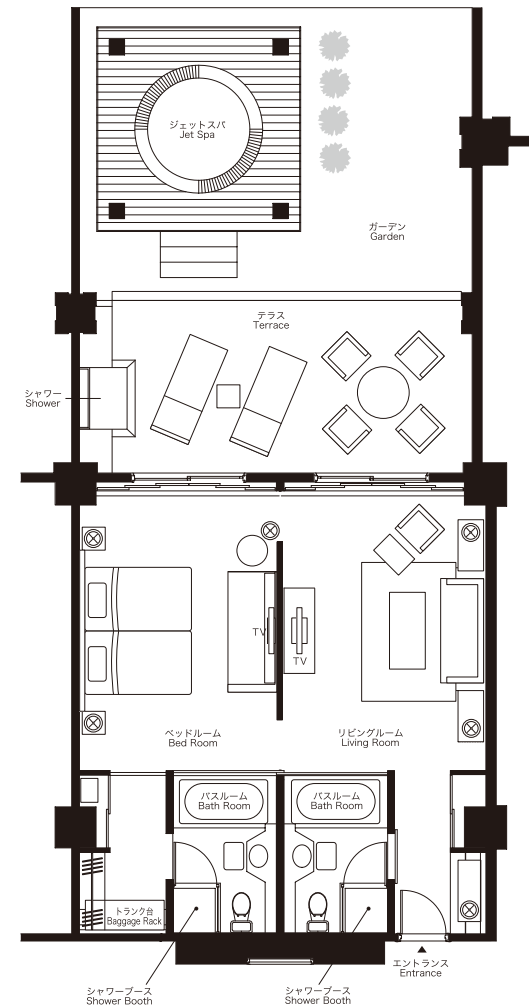 ジェットスパ
Jet Spa
ガーデン
Garden
テラス
Terrace
シャワー
Shower
TV
TV
ベッドルーム
Bed Room
リビングルーム
Living Room
バスルーム
Bath Room
バスルーム
Bath Room
トランク台
Baggage Rack
エントランス
Entrance
シャワーブース
Shower Booth
シャワーブース
Shower Booth